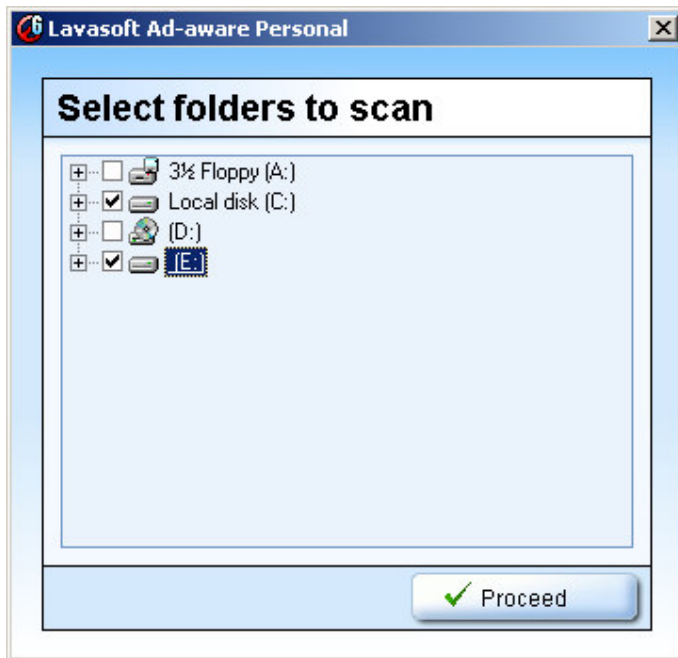 Lavasoft Ad-aware Personal
Select folders to scan
3½ Floppy (A:)
Local disk (C:)
(D:)
(E:)
Proceed